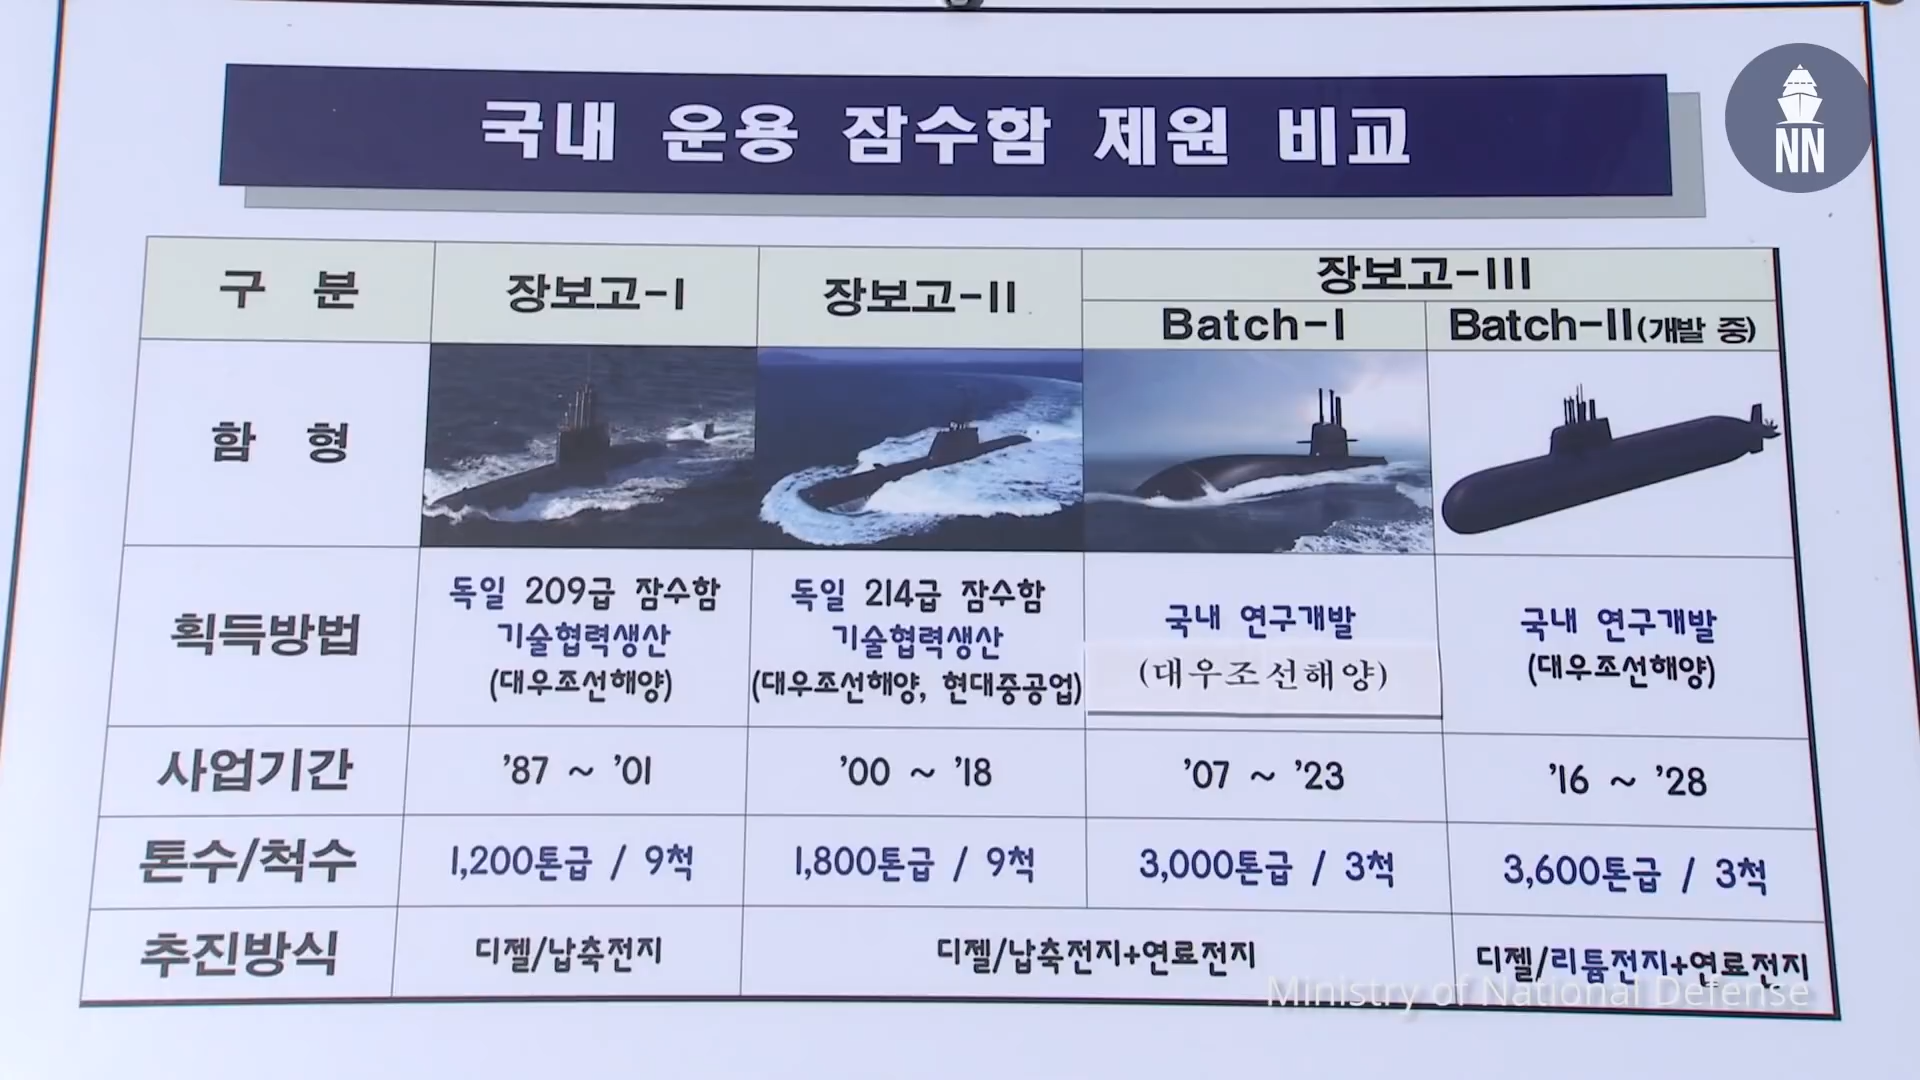 국내 운용 잠수함 제원 비교
NN
구 분
장보고-I
장보고-II
장보고-III
Batch-I
Batch-II(개발 중)
함 형
획득방법
독일 209급 잠수함
기술협력생산
(대우조선해양)
독일 214급 잠수함
기술협력생산
(대우조선해양, 현대중공업)
국내 연구개발
(대우조선해양)
국내 연구개발
(대우조선해양)
사업기간
'87 ~ '01
'00 ~ '18
'07 ~ '23
'16 ~ '28
톤수/척수
1,200톤급 / 9척
1,800톤급 / 9척
3,000톤급 / 3척
3,600톤급 / 3척
추진방식
디젤/납축전지
디젤/납축전지+연료전지
디젤/리튬전지+연료전지
Ministry of National Defense